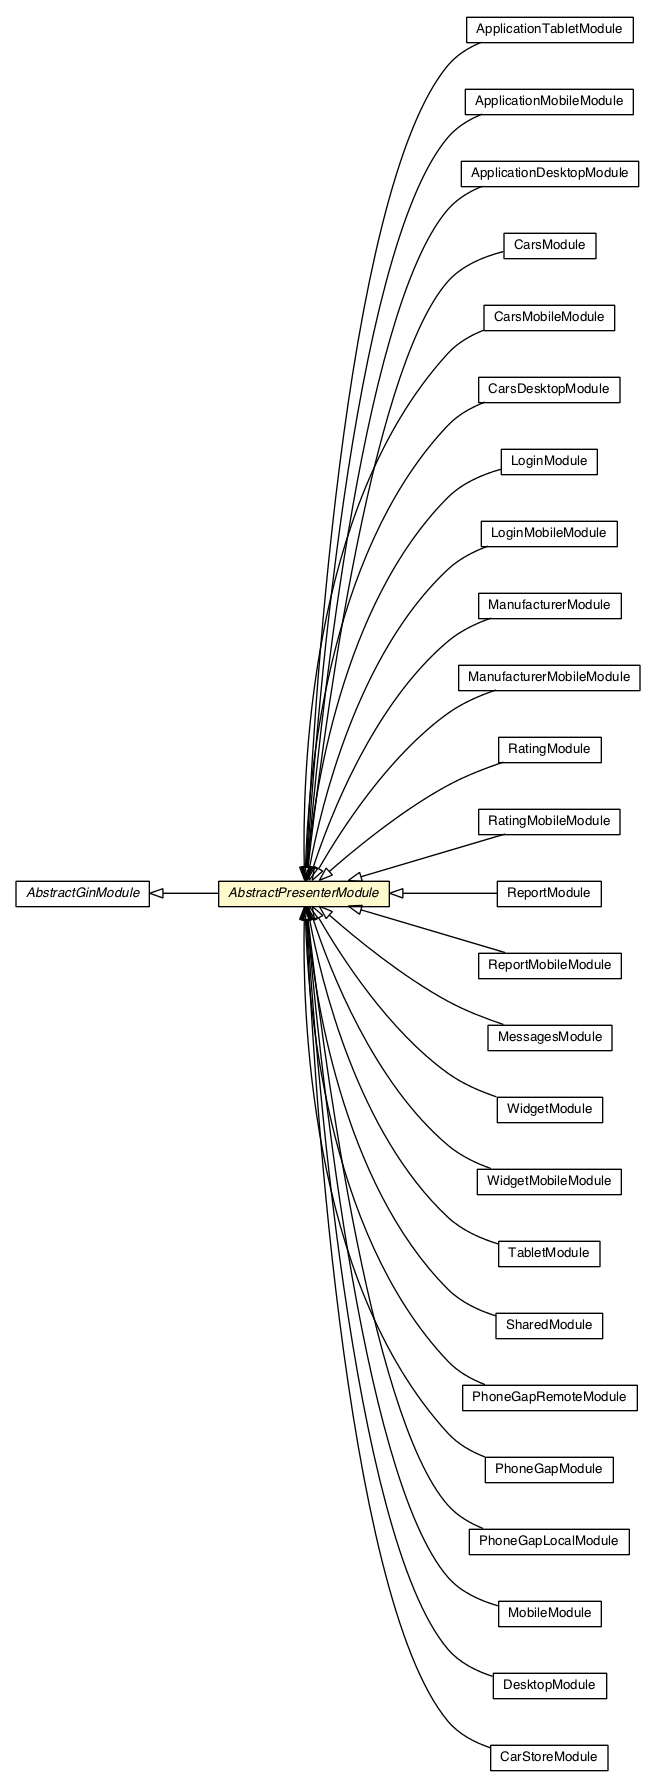 ApplicationTabletModule
ApplicationMobileModule
ApplicationDesktopModule
CarsModule
CarsMobileModule
CarsDesktopModule
LoginModule
LoginMobileModule
ManufacturerModule
ManufacturerMobileModule
RatingModule
RatingMobileModule
AbstractGinModule
AbstractPresenterModule
ReportModule
ReportMobileModule
MessagesModule
WidgetModule
WidgetMobileModule
TabletModule
SharedModule
PhoneGapRemoteModule
PhoneGapModule
PhoneGapLocalModule
MobileModule
DesktopModule
CarStoreModule